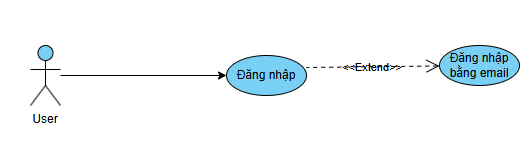 Đăng nhập
<<Extend>>
Đăng nhập
bằng email
User